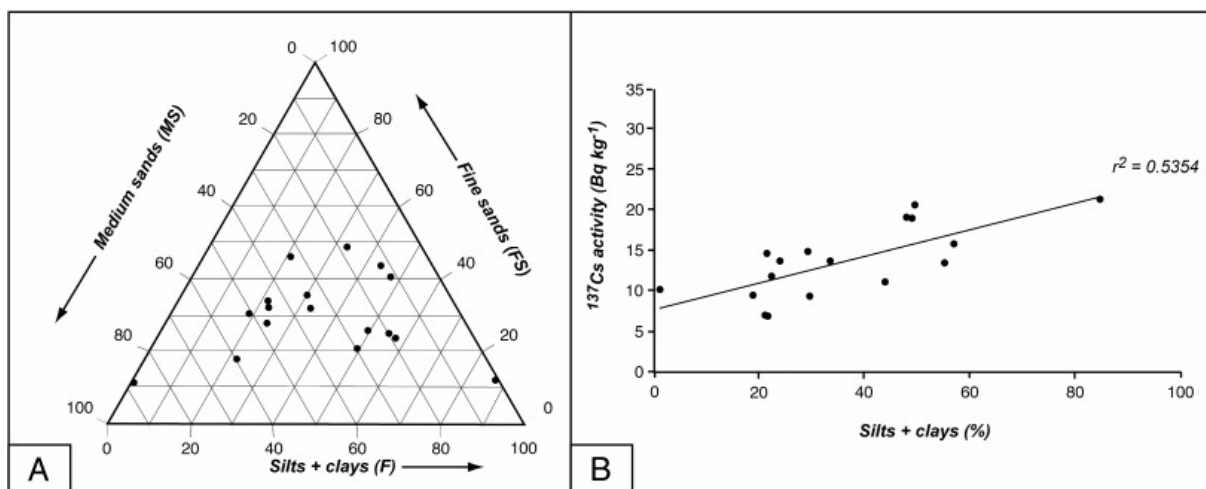 0 100
20 80
40 60
60 40
80 20
100 0
0 20 40 60 80 100
Medium sands (MS)
Fine sands (FS)
Silts + clays (F)
A
35
30
25
20
15
10
5
0
0 20 40 60 80 100
137Cs activity (Bq kg-1)
r2 = 0.5354
Silts + clays (%)
B